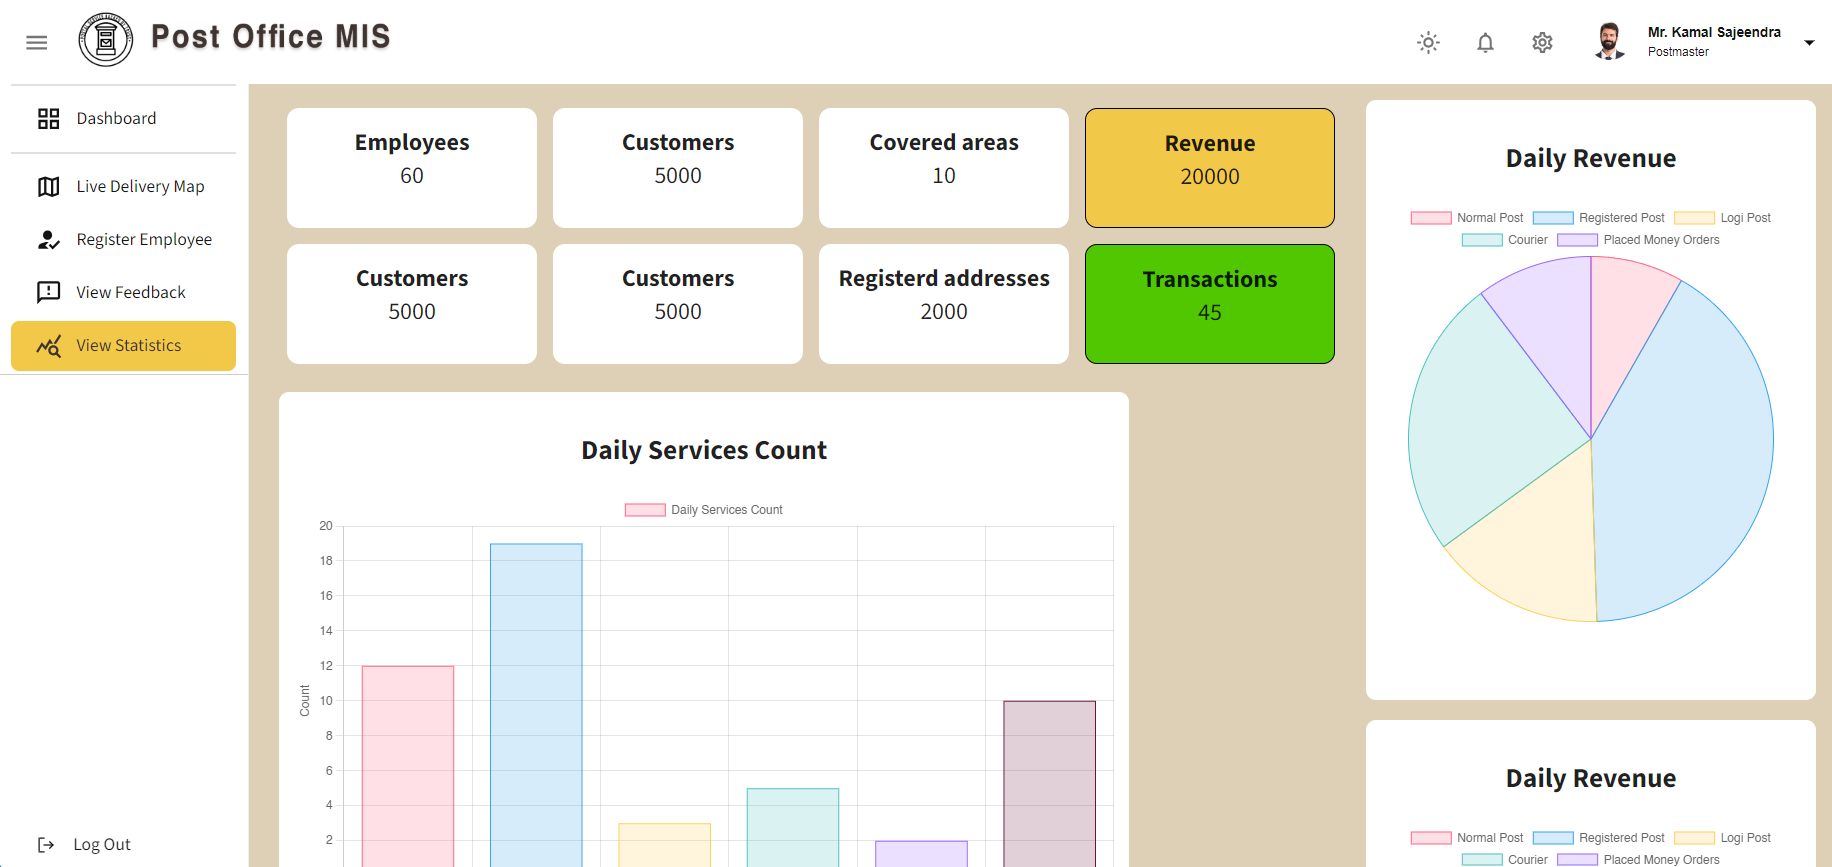 Post Office MIS
Mr. Kamal Sajeendra
Postmaster
Dashboard
Live Delivery Map
Register Employee
View Feedback
View Statistics
Log Out
Employees
60
Customers
5000
Covered areas
10
Revenue
20000
Customers
5000
Customers
5000
Registerd addresses
2000
Transactions
45
Daily Services Count
Daily Services Count
20
18
16
14
12
10
8
6
4
2
Count
Daily Revenue
Normal Post Registered Post Logi Post
Courier Placed Money Orders
Daily Revenue
Normal Post Registered Post Logi Post
Courier Placed Money Orders